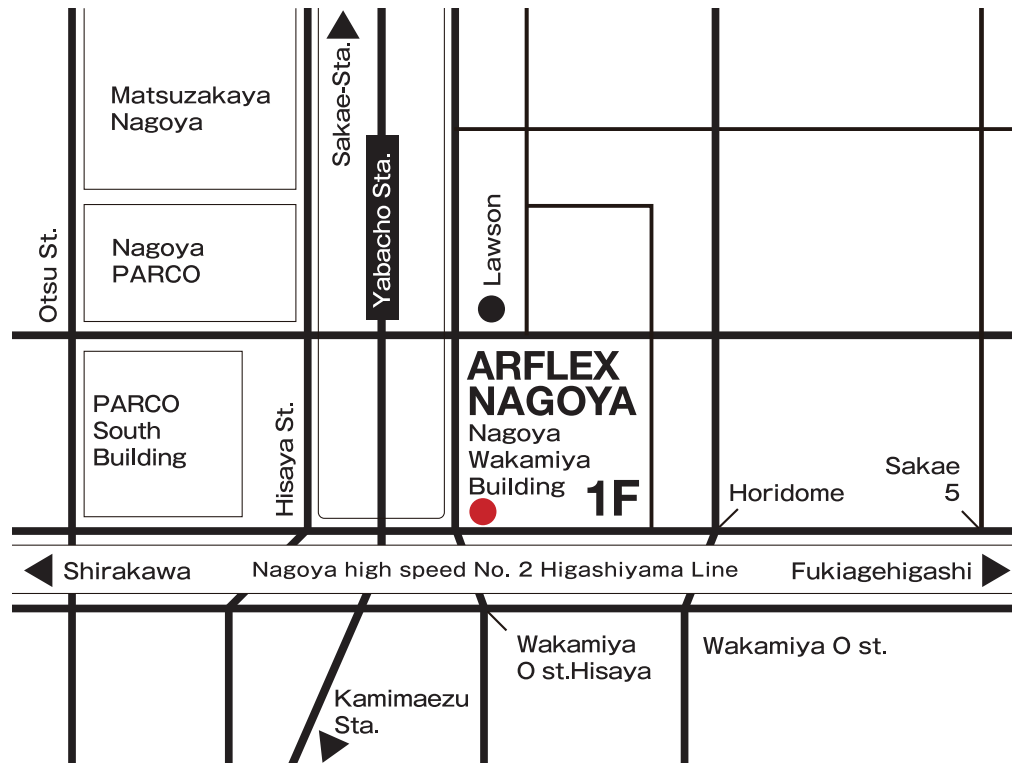 Matsuzakaya
Nagoya
Sakae-Sta.
Yabacho Sta.
Nagoya
PARCO
Otsu St.
Lawson
ARFLEX
NAGOYA
Nagoya
Wakamiya
Building
1F
PARCO
South
Building
Hisaya St.
Horidome
Sakae
5
Shirakawa
Nagoya high speed No. 2 Higashiyama Line
Fukiagehigashi
Wakamiya
O st.Hisaya
Wakamiya O st.
Kamimaezu
Sta.